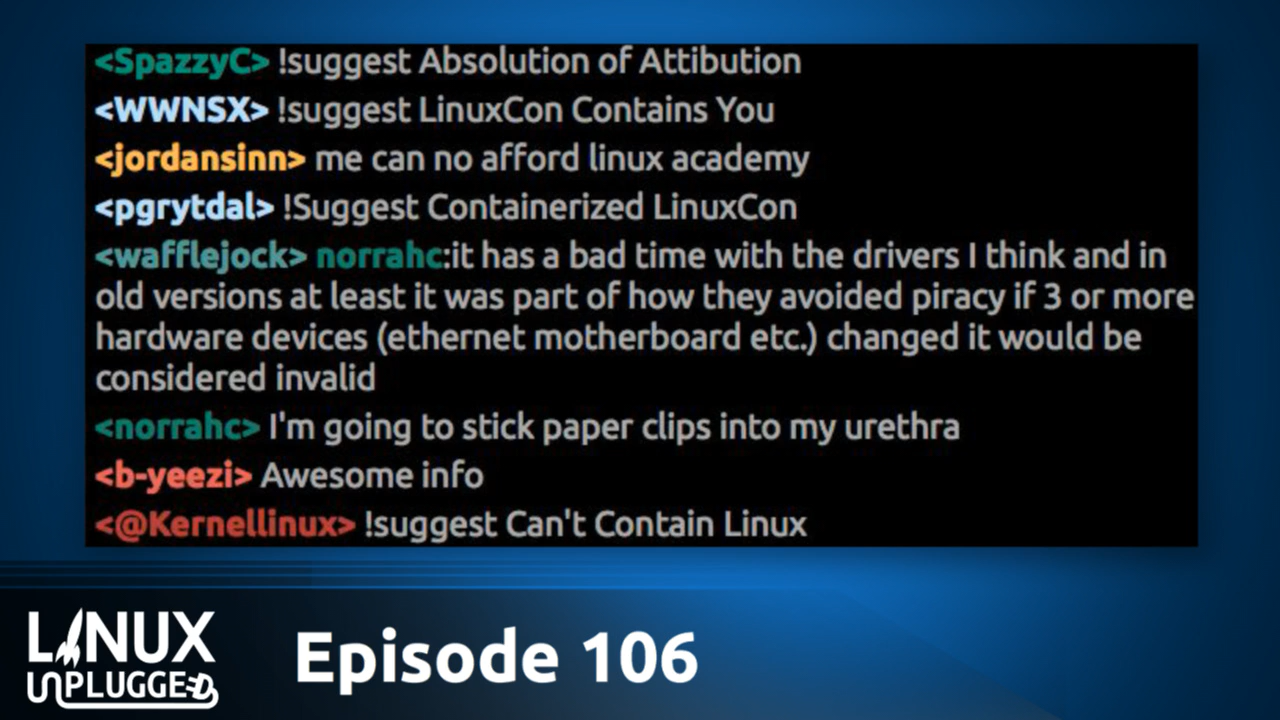 <SpazzyC> !suggest Absolution of Attibution
<WWNSX> !suggest LinuxCon Contains You
<jordansinn> me can no afford linux academy
<pgrytdal> !Suggest Containerized LinuxCon
<wafflejock> norrahc:it has a bad time with the drivers I think and in
old versions at least it was part of how they avoided piracy if 3 or more
hardware devices (ethernet motherboard etc.) changed it would be
considered invalid
<norrahc> I'm going to stick paper clips into my urethra
<b-yeezi> Awesome info
<@Kernellinux> !suggest Can't Contain Linux
LINUX
UNPLUGGED
Episode 106